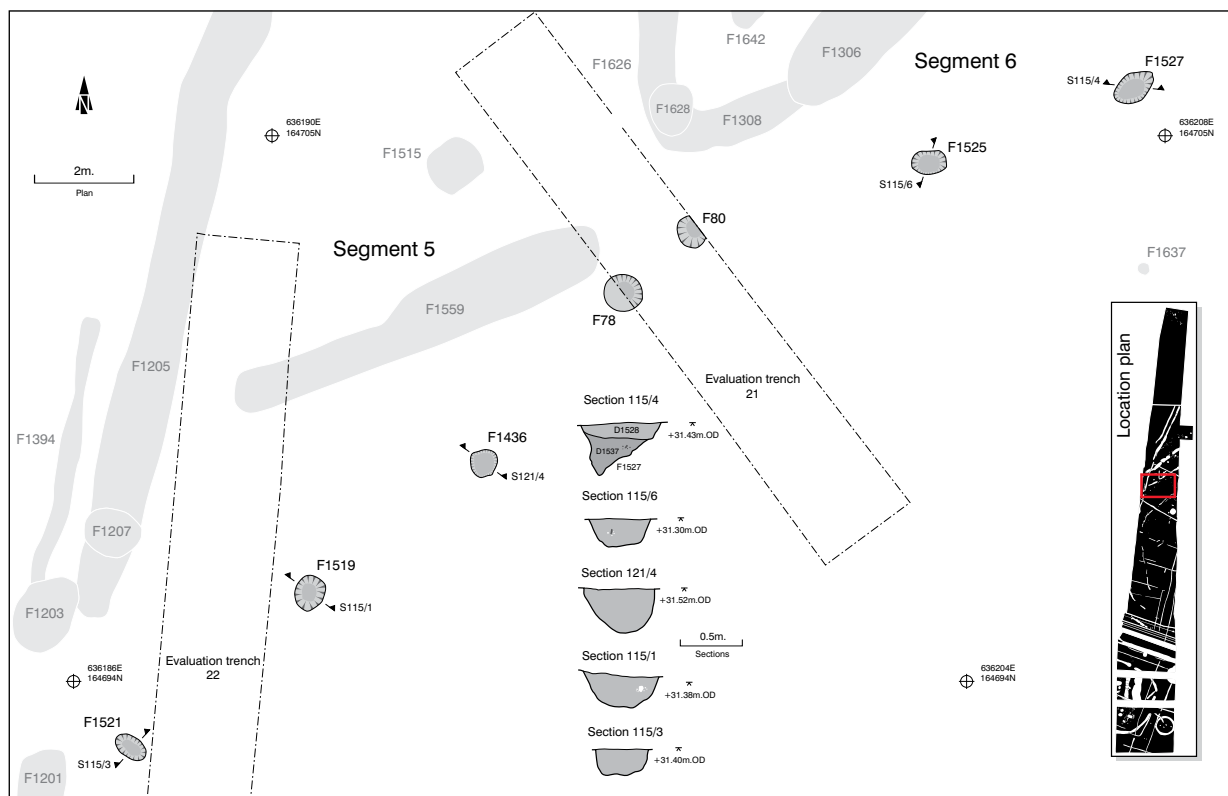 F1642
F1626
F1306
Segment 6
F1527
S115/4
N
F1628
F1308
636190E
164705N
636208E
164705N
F1515
F1525
S115/6
2m.
Plan
F80
Segment 5
F1637
F1559
F78
F1205
Evaluation trench
21
Location plan
Section 115/4
D1528
+31.43m.OD
D1537
F1527
F1394
F1436
S121/4
Section 115/6
+31.30m.OD
F1207
F1519
S115/1
Section 121/4
+31.52m.OD
F1203
0.5m.
Sections
Evaluation trench
22
Section 115/1
+31.38m.OD
636186E
164694N
636204E
164694N
F1521
S115/3
Section 115/3
+31.40m.OD
F1201